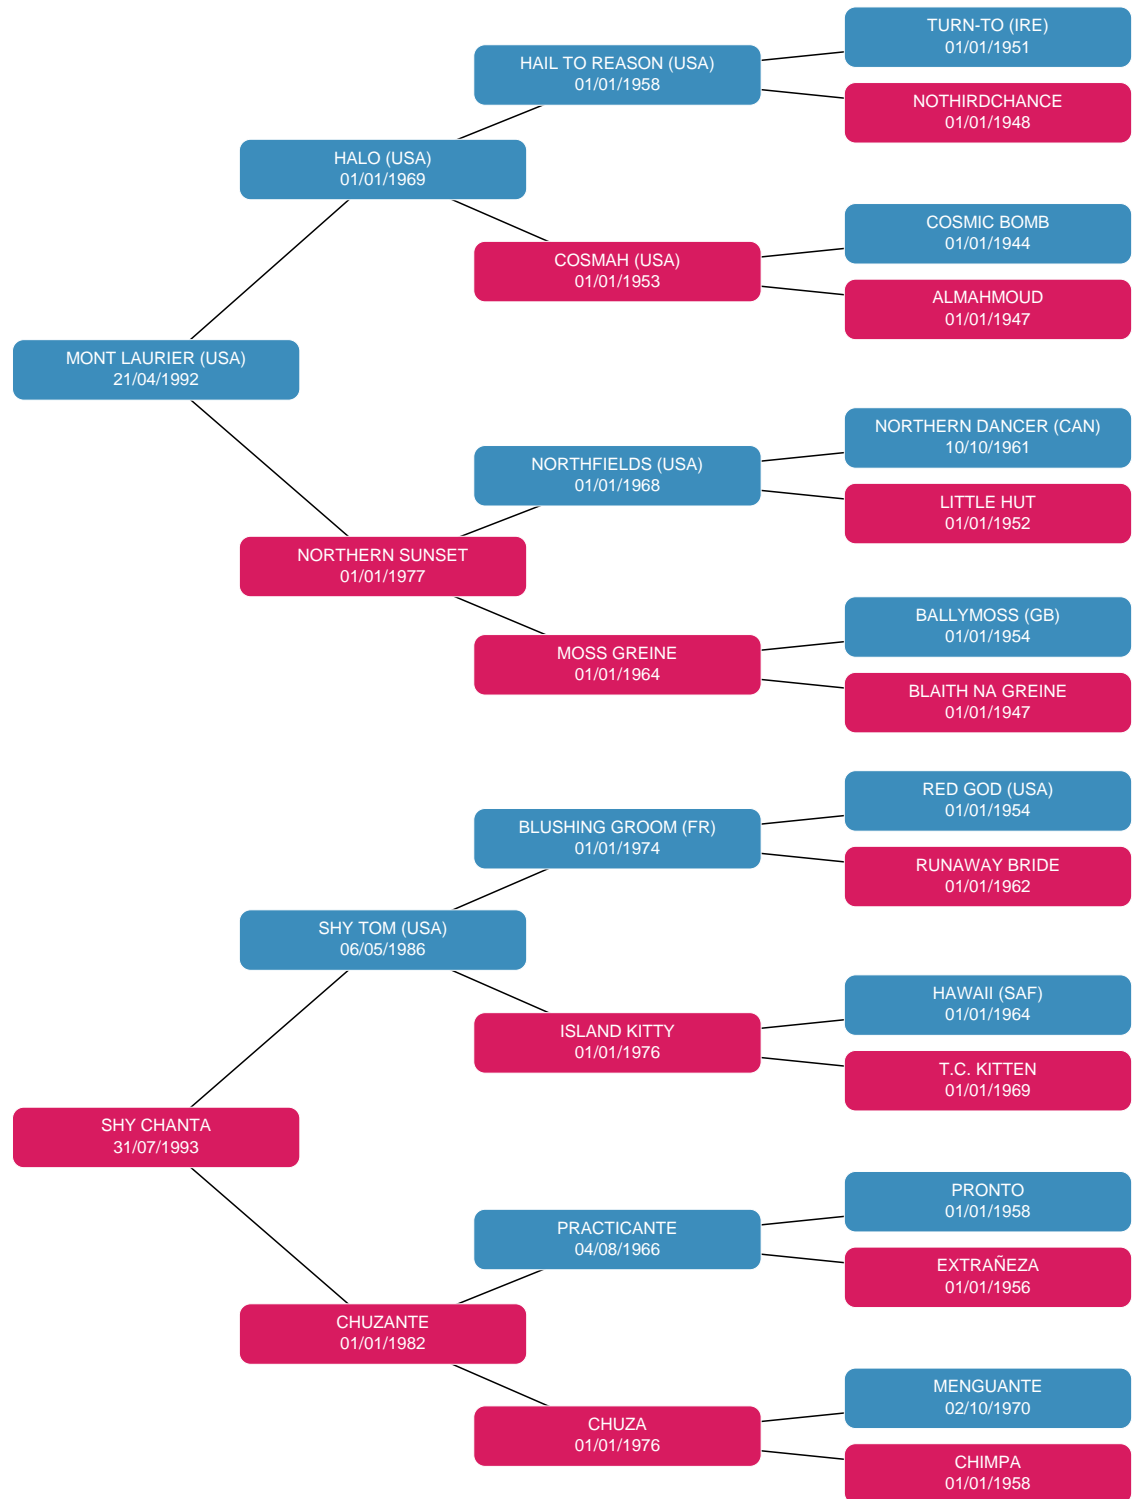 TURN-TO (IRE)
01/01/1951
HAIL TO REASON (USA)
01/01/1958
NOTHIRDCHANCE
01/01/1948
HALO (USA)
01/01/1969
COSMIC BOMB
01/01/1944
COSMAH (USA)
01/01/1953
ALMAHMOUD
01/01/1947
MONT LAURIER (USA)
21/04/1992
NORTHERN DANCER (CAN)
10/10/1961
NORTHFIELDS (USA)
01/01/1968
LITTLE HUT
01/01/1952
NORTHERN SUNSET
01/01/1977
BALLYMOSS (GB)
01/01/1954
MOSS GREINE
01/01/1964
BLAITH NA GREINE
01/01/1947
RED GOD (USA)
01/01/1954
BLUSHING GROOM (FR)
01/01/1974
RUNAWAY BRIDE
01/01/1962
SHY TOM (USA)
06/05/1986
HAWAII (SAF)
01/01/1964
ISLAND KITTY
01/01/1976
T.C. KITTEN
01/01/1969
SHY CHANTA
31/07/1993
PRONTO
01/01/1958
PRACTICANTE
04/08/1966
EXTRAÑEZA
01/01/1956
CHUZANTE
01/01/1982
MENGUANTE
02/10/1970
CHUZA
01/01/1976
CHIMPA
01/01/1958